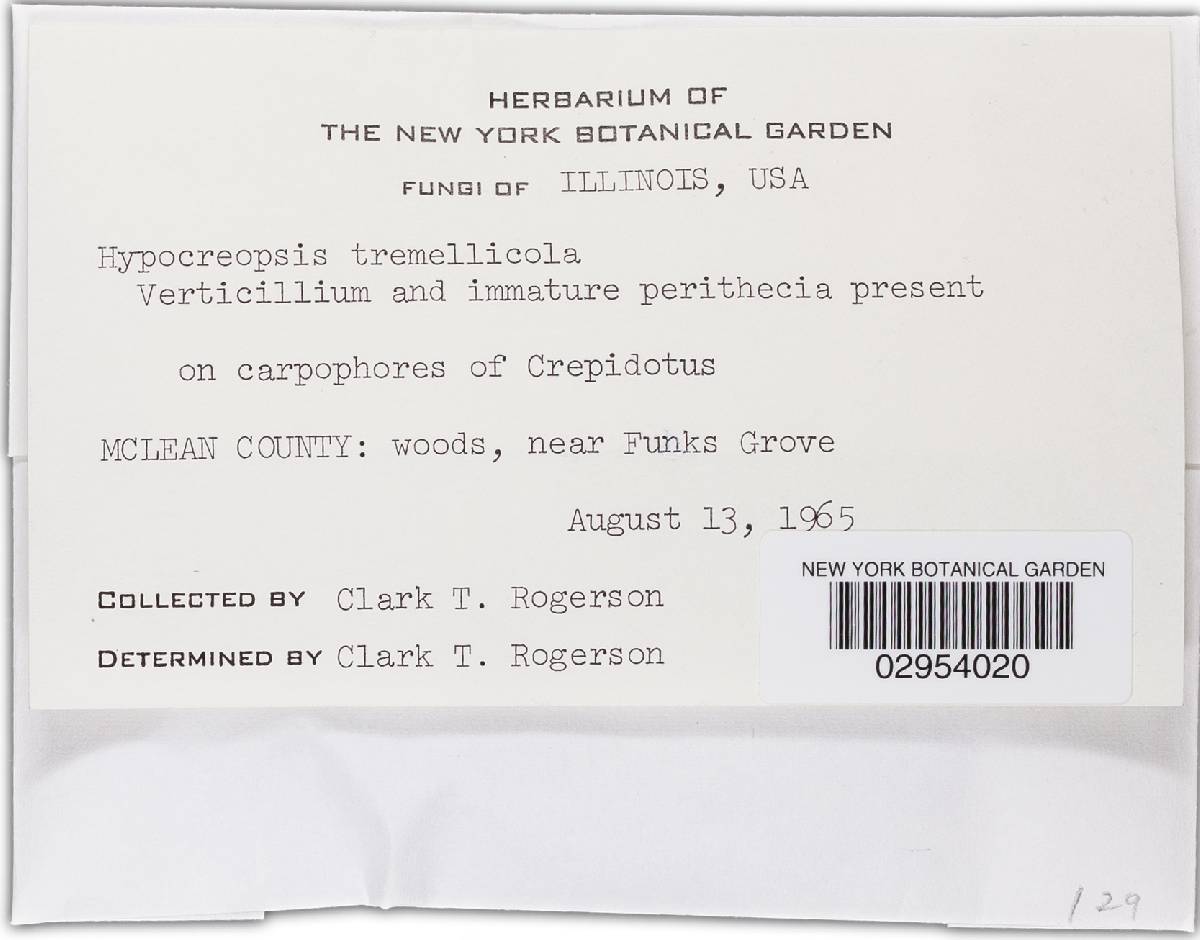 HERBARIUM OF
THE NEW YORK BOTANICAL GARDEN
FUNGI OF ILLINOIS, USA
Hypocreopsis tremellicola
Verticillium and immature perithecia present
on carpophores of Crepidotus
MCLEAN COUNTY: woods, near Funks Grove
August 13, 1965
COLLECTED BY Clark T. Rogerson
DETERMINED BY Clark T. Rogerson
NEW YORK BOTANICAL GARDEN
02954020
129